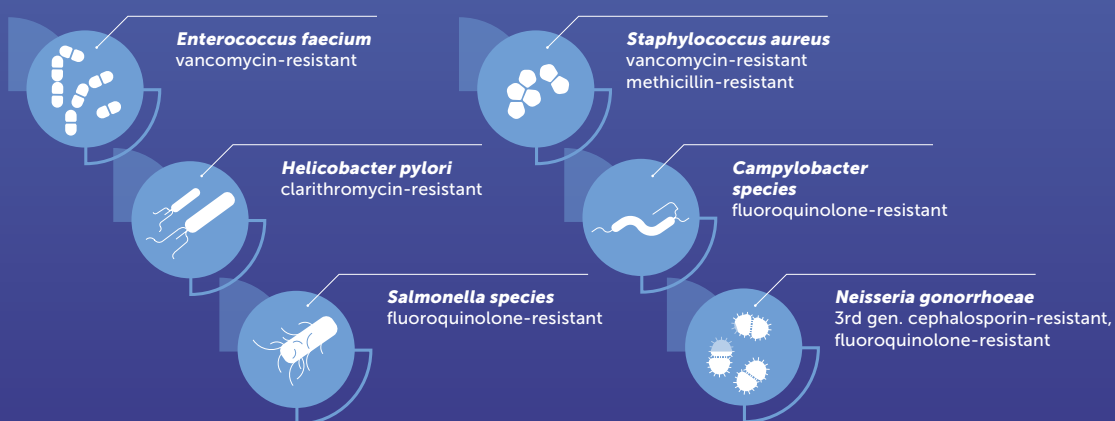 Enterococcus faecium
vancomycin-resistant
Staphylococcus aureus
vancomycin-resistant
methicillin-resistant
Helicobacter pylori
clarithromycin-resistant
Campylobacter
species
fluoroquinolone-resistant
Salmonella species
fluoroquinolone-resistant
Neisseria gonorrhoeae
3rd gen. cephalosporin-resistant,
fluoroquinolone-resistant